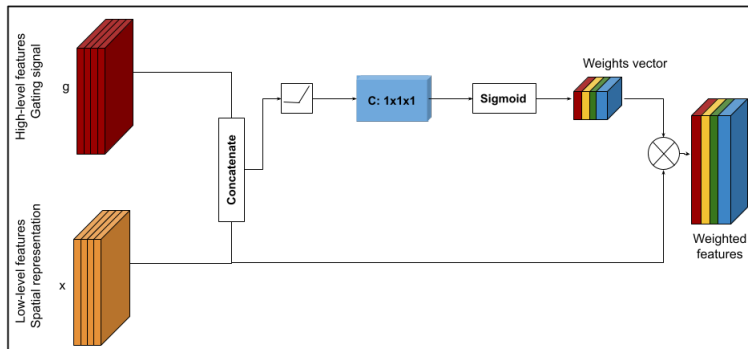 High-level features
Gating signal
g
Concatenate
C: 1x1x1
Sigmoid
Weights vector
Weighted
features
Low-level features
Spatial representation
x